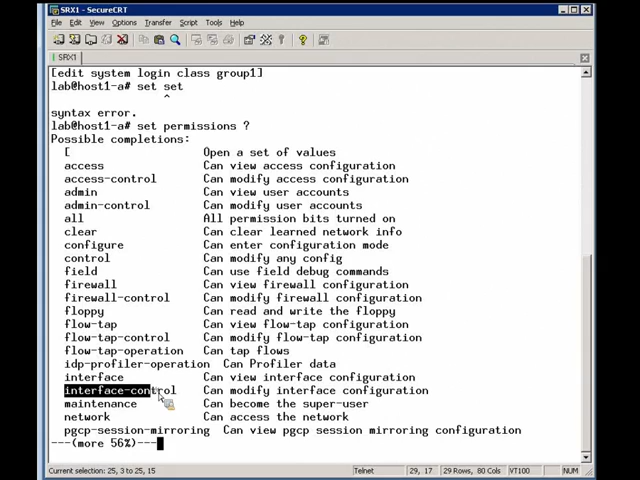 SRX1 - SecureCRT
File Edit View Options Transfer Script Tools Help
SRX1
[edit system login class group1]
lab@host1-a# set set
^
syntax error.
lab@host1-a# set permissions ?
Possible completions:
[ Open a set of values
access Can view access configuration
access-control Can modify access configuration
admin Can view user accounts
admin-control Can modify user accounts
all All permission bits turned on
clear Can clear learned network info
configure Can enter configuration mode
control Can modify any config
field Can use field debug commands
firewall Can view firewall configuration
firewall-control Can modify firewall configuration
floppy Can read and write the floppy
flow-tap Can view flow-tap configuration
flow-tap-control Can modify flow-tap configuration
flow-tap-operation Can tap flows
idp-profiler-operation Can Profiler data
interface Can view interface configuration
interface-control Can modify interface configuration
maintenance Can become the super-user
network Can access the network
pgcp-session-mirroring Can view pgcp session mirroring configuration
---(more 56%)---
Current selection: 25, 3 to 25, 15 Telnet 29, 17 29 Rows, 80 Cols VT100 NUM